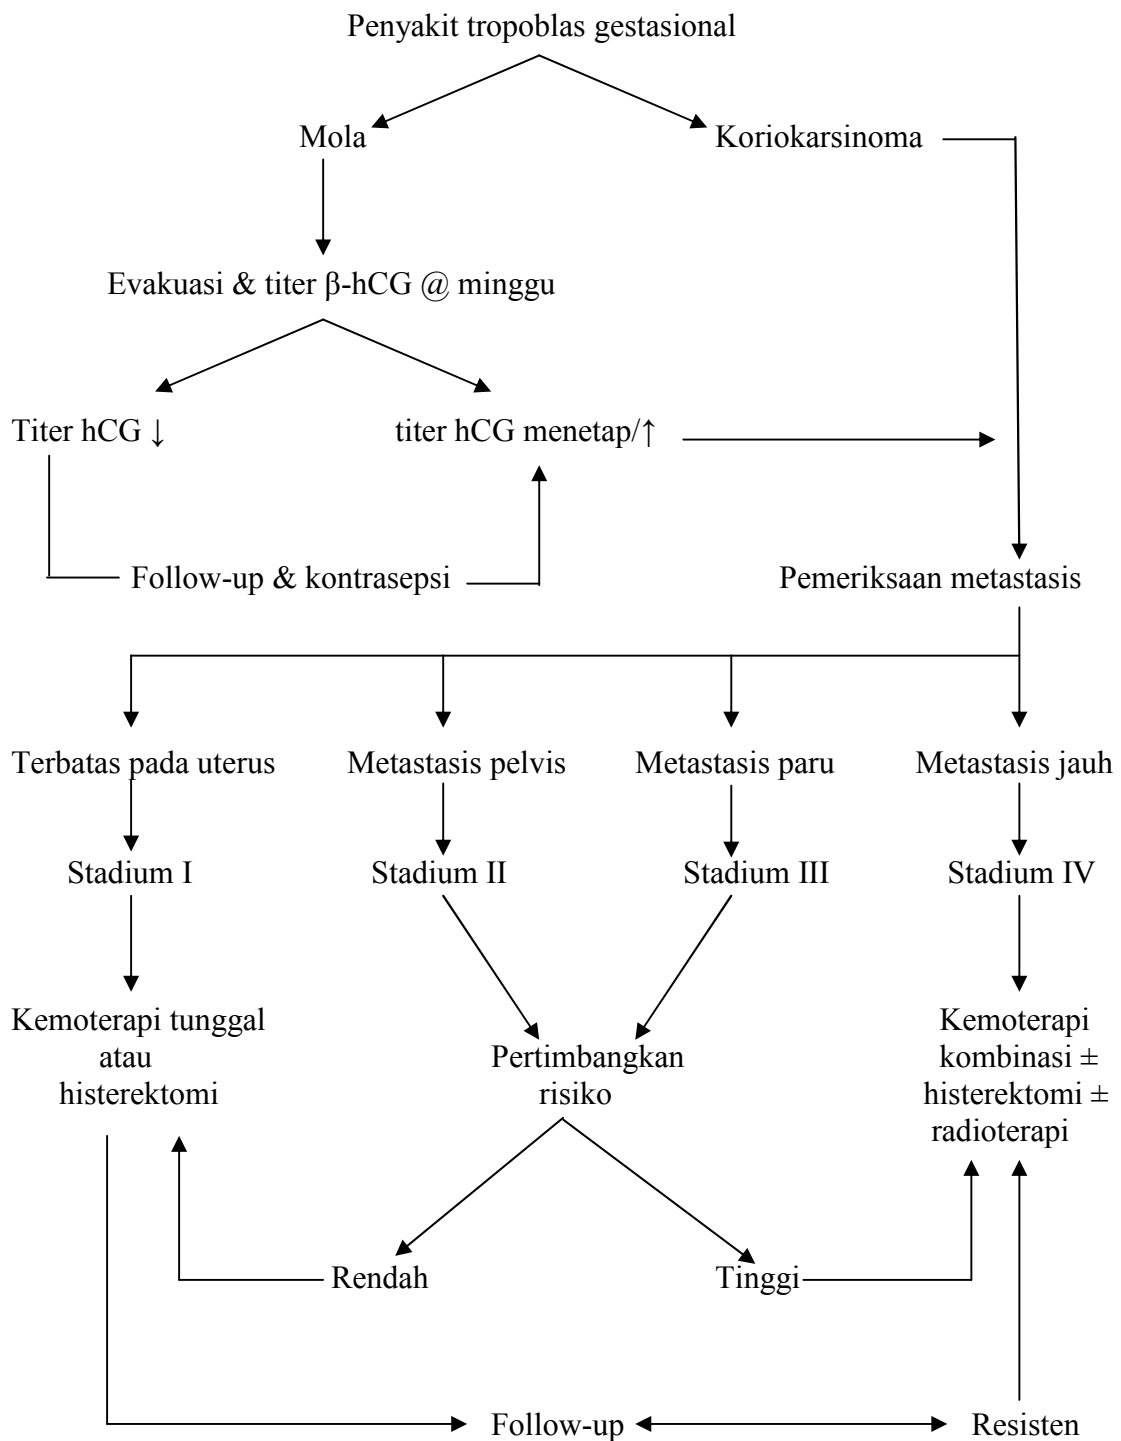 Penyakit tropoblas gestasional
Mola
Koriokarsinoma
Evakuasi & titer β-hCG @ minggu
Titer hCG ↓
titer hCG menetap/↑
Follow-up & kontrasepsi
Pemeriksaan metastasis
Terbatas pada uterus
Metastasis pelvis
Metastasis paru
Metastasis jauh
Stadium I
Stadium II
Stadium III
Stadium IV
Kemoterapi tunggal
atau
histerektomi
Pertimbangkan
risiko
Kemoterapi
kombinasi ±
histerektomi ±
radioterapi
Rendah
Tinggi
Follow-up
Resisten